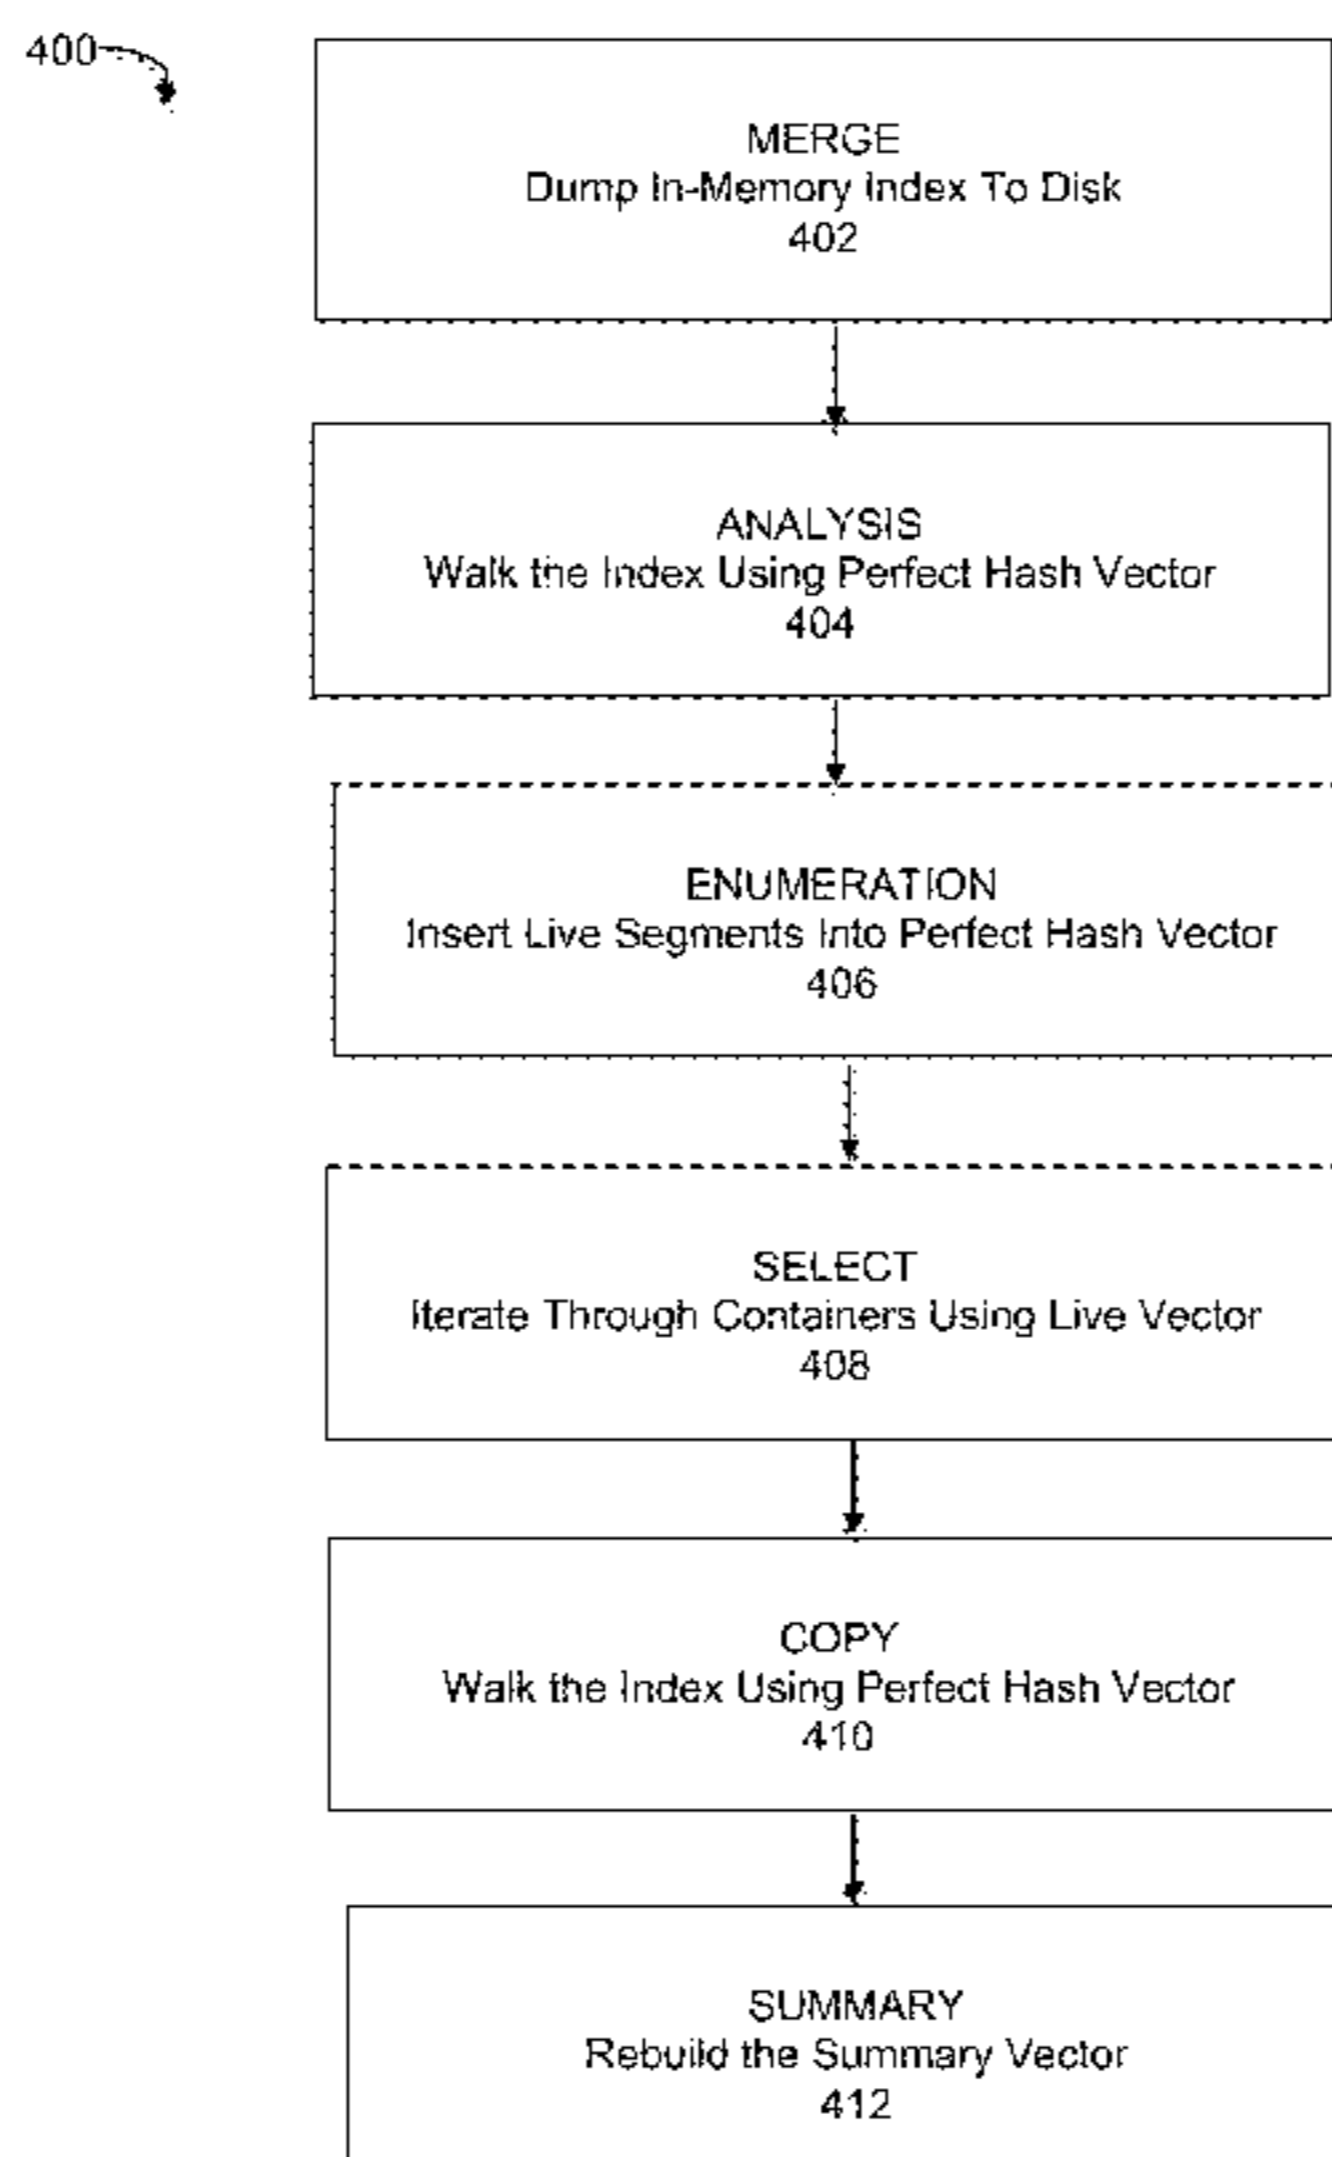 400
MERGE
Dump In-Memory Index To Disk
402
ANALYSIS
Walk the Index Using Perfect Hash Vector
404
ENUMERATION
Insert Live Segments Into Perfect Hash Vector
406
SELECT
Iterate Through Containers Using Live Vector
408
COPY
Walk the Index Using Perfect Hash Vector
410
SUMMARY
Rebuild the Summary Vector
412